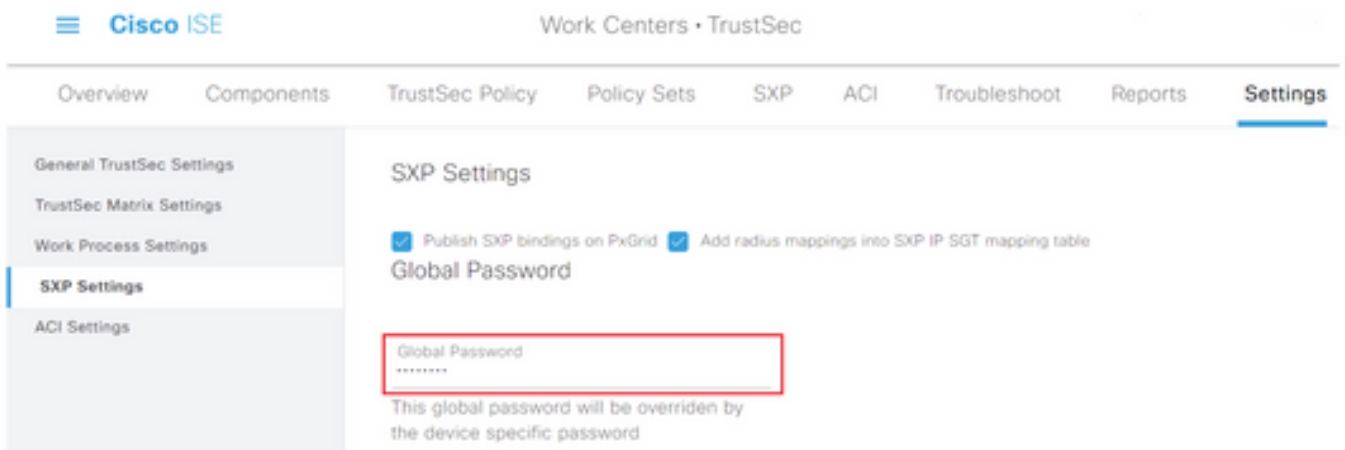 Cisco ISE
Work Centers · TrustSec
Overview Components TrustSec Policy Policy Sets SXP ACI Troubleshoot Reports Settings
General TrustSec Settings
TrustSec Matrix Settings
Work Process Settings
SXP Settings
ACI Settings
SXP Settings
Publish SXP bindings on PxGrid Add radius mappings into SXP IP SGT mapping table
Global Password
Global Password
••••••••
This global password will be overriden by
the device specific password